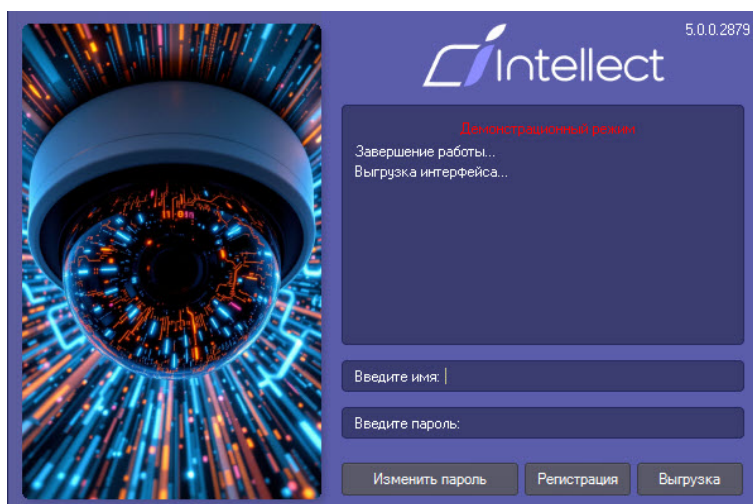 5.0.0.2879
Intellect
Демонстрационный режим
Завершение работы...
Выгрузка интерфейса...
Введите имя:
Введите пароль:
Изменить пароль
Регистрация
Выгрузка